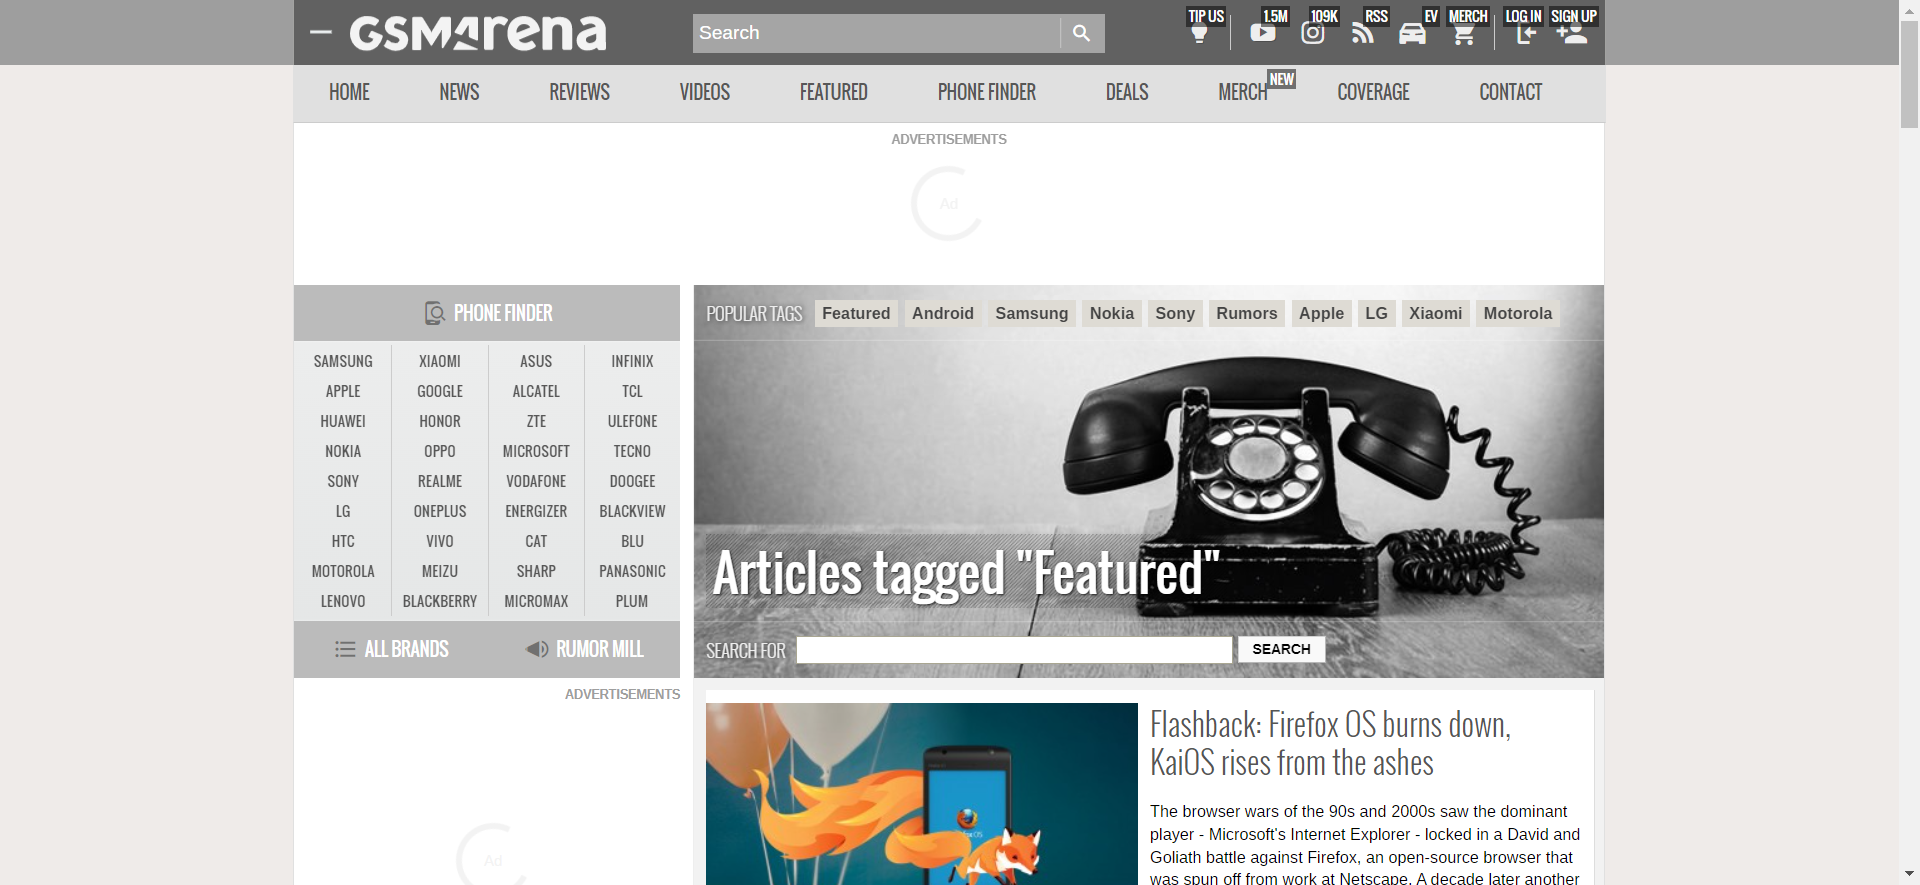 GSMArena
Search
TIP US
1.5M
109K
RSS
EV
MERCH
LOG IN
SIGN UP
HOME
NEWS
REVIEWS
VIDEOS
FEATURED
PHONE FINDER
DEALS
MERCH
NEW
COVERAGE
CONTACT
ADVERTISEMENTS
Ad
PHONE FINDER
SAMSUNG XIAOMI ASUS INFINIX
APPLE GOOGLE ALCATEL TCL
HUAWEI HONOR ZTE ULEFONE
NOKIA OPPO MICROSOFT TECNO
SONY REALME VODAFONE DOOGEE
LG ONEPLUS ENERGIZER BLACKVIEW
HTC VIVO CAT BLU
MOTOROLA MEIZU SHARP PANASONIC
LENOVO BLACKBERRY MICROMAX PLUM
ALL BRANDS
RUMOR MILL
ADVERTISEMENTS
Ad
POPULAR TAGS Featured Android Samsung Nokia Sony Rumors Apple LG Xiaomi Motorola
Articles tagged "Featured"
SEARCH FOR
SEARCH
Flashback: Firefox OS burns down,
KaiOS rises from the ashes
The browser wars of the 90s and 2000s saw the dominant
player - Microsoft's Internet Explorer - locked in a David and
Goliath battle against Firefox, an open-source browser that
was spun off from work at Netscape. A decade later another